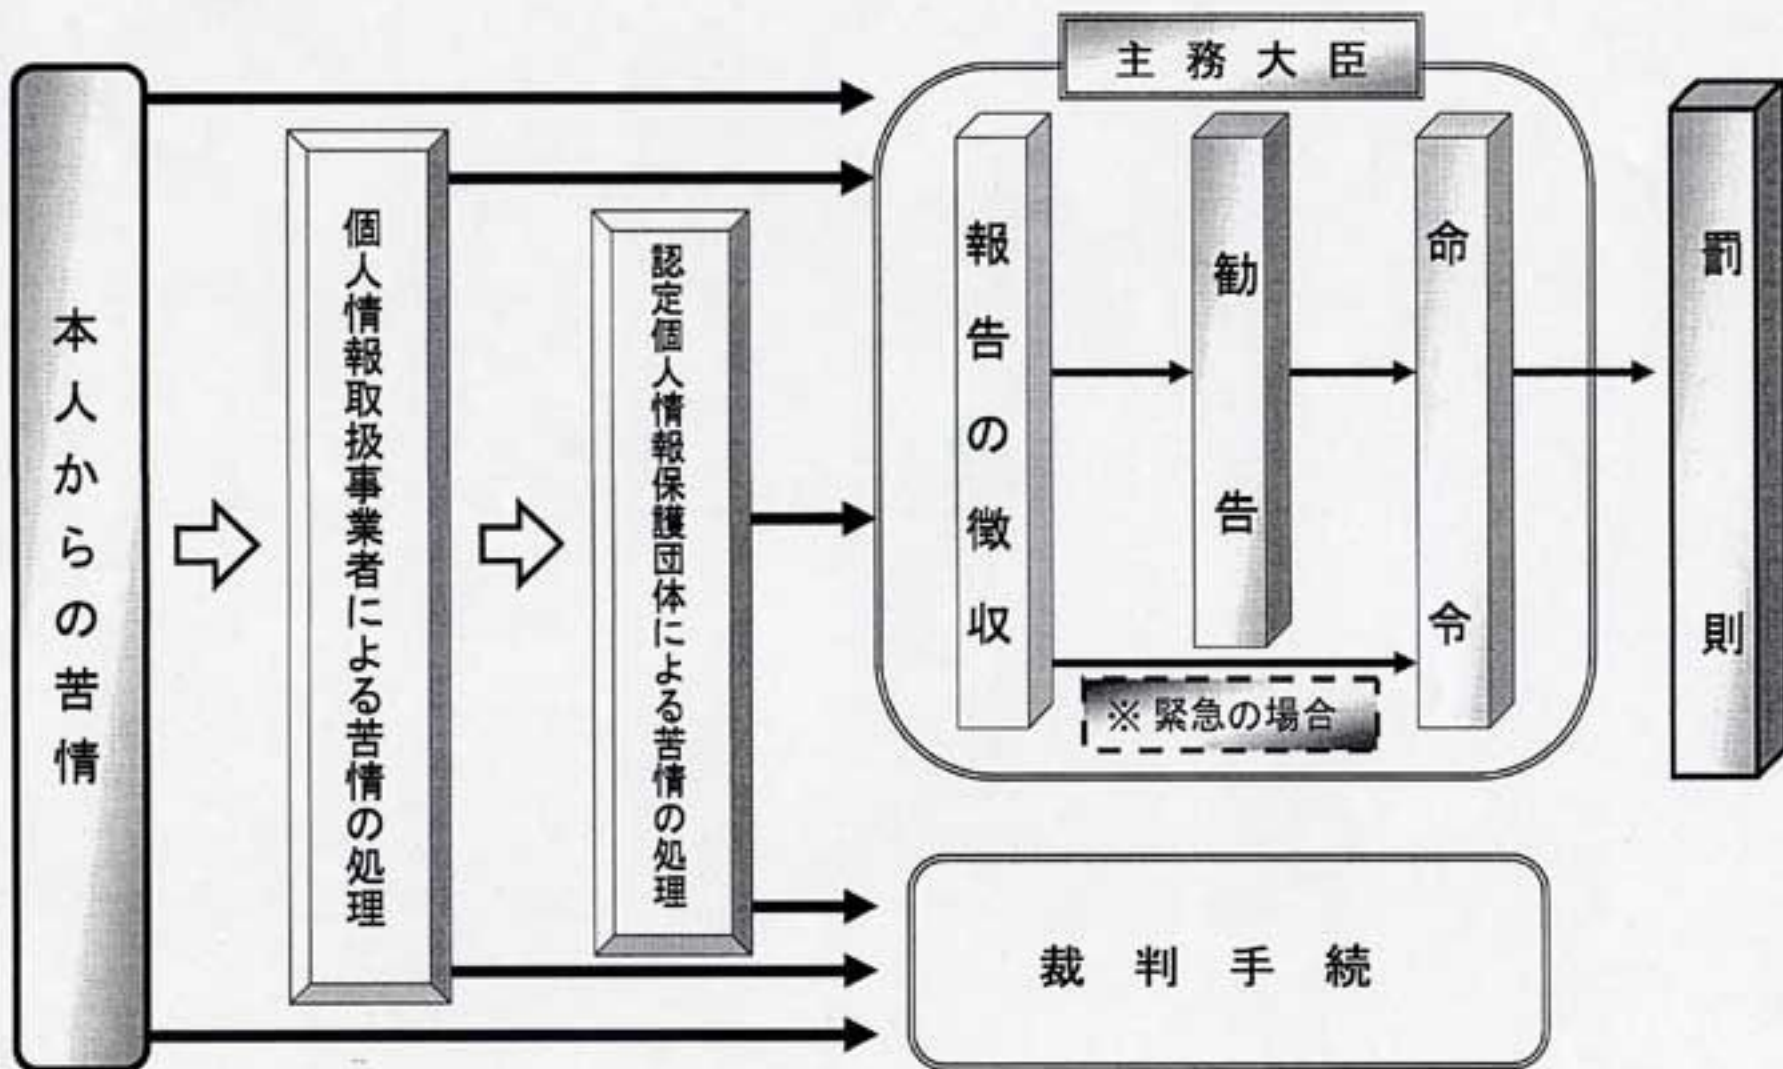 本人からの苦情
個人情報取扱事業者による苦情の処理
認定個人情報保護団体による苦情の処理
主務大臣
報告の徴収
勧告
命令
※緊急の場合
罰則
裁判手続